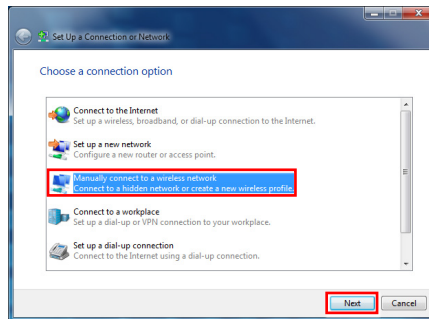 Set Up a Connection or Network
Choose a connection option
Connect to the Internet
Set up a wireless, broadband, or dial-up connection to the Internet.
Set up a new network
Configure a new router or access point.
Manually connect to a wireless network
Connect to a hidden network or create a new wireless profile.
Connect to a workplace
Set up a dial-up or VPN connection to your workplace.
Set up a dial-up connection
Connect to the Internet using a dial-up connection.
Next
Cancel